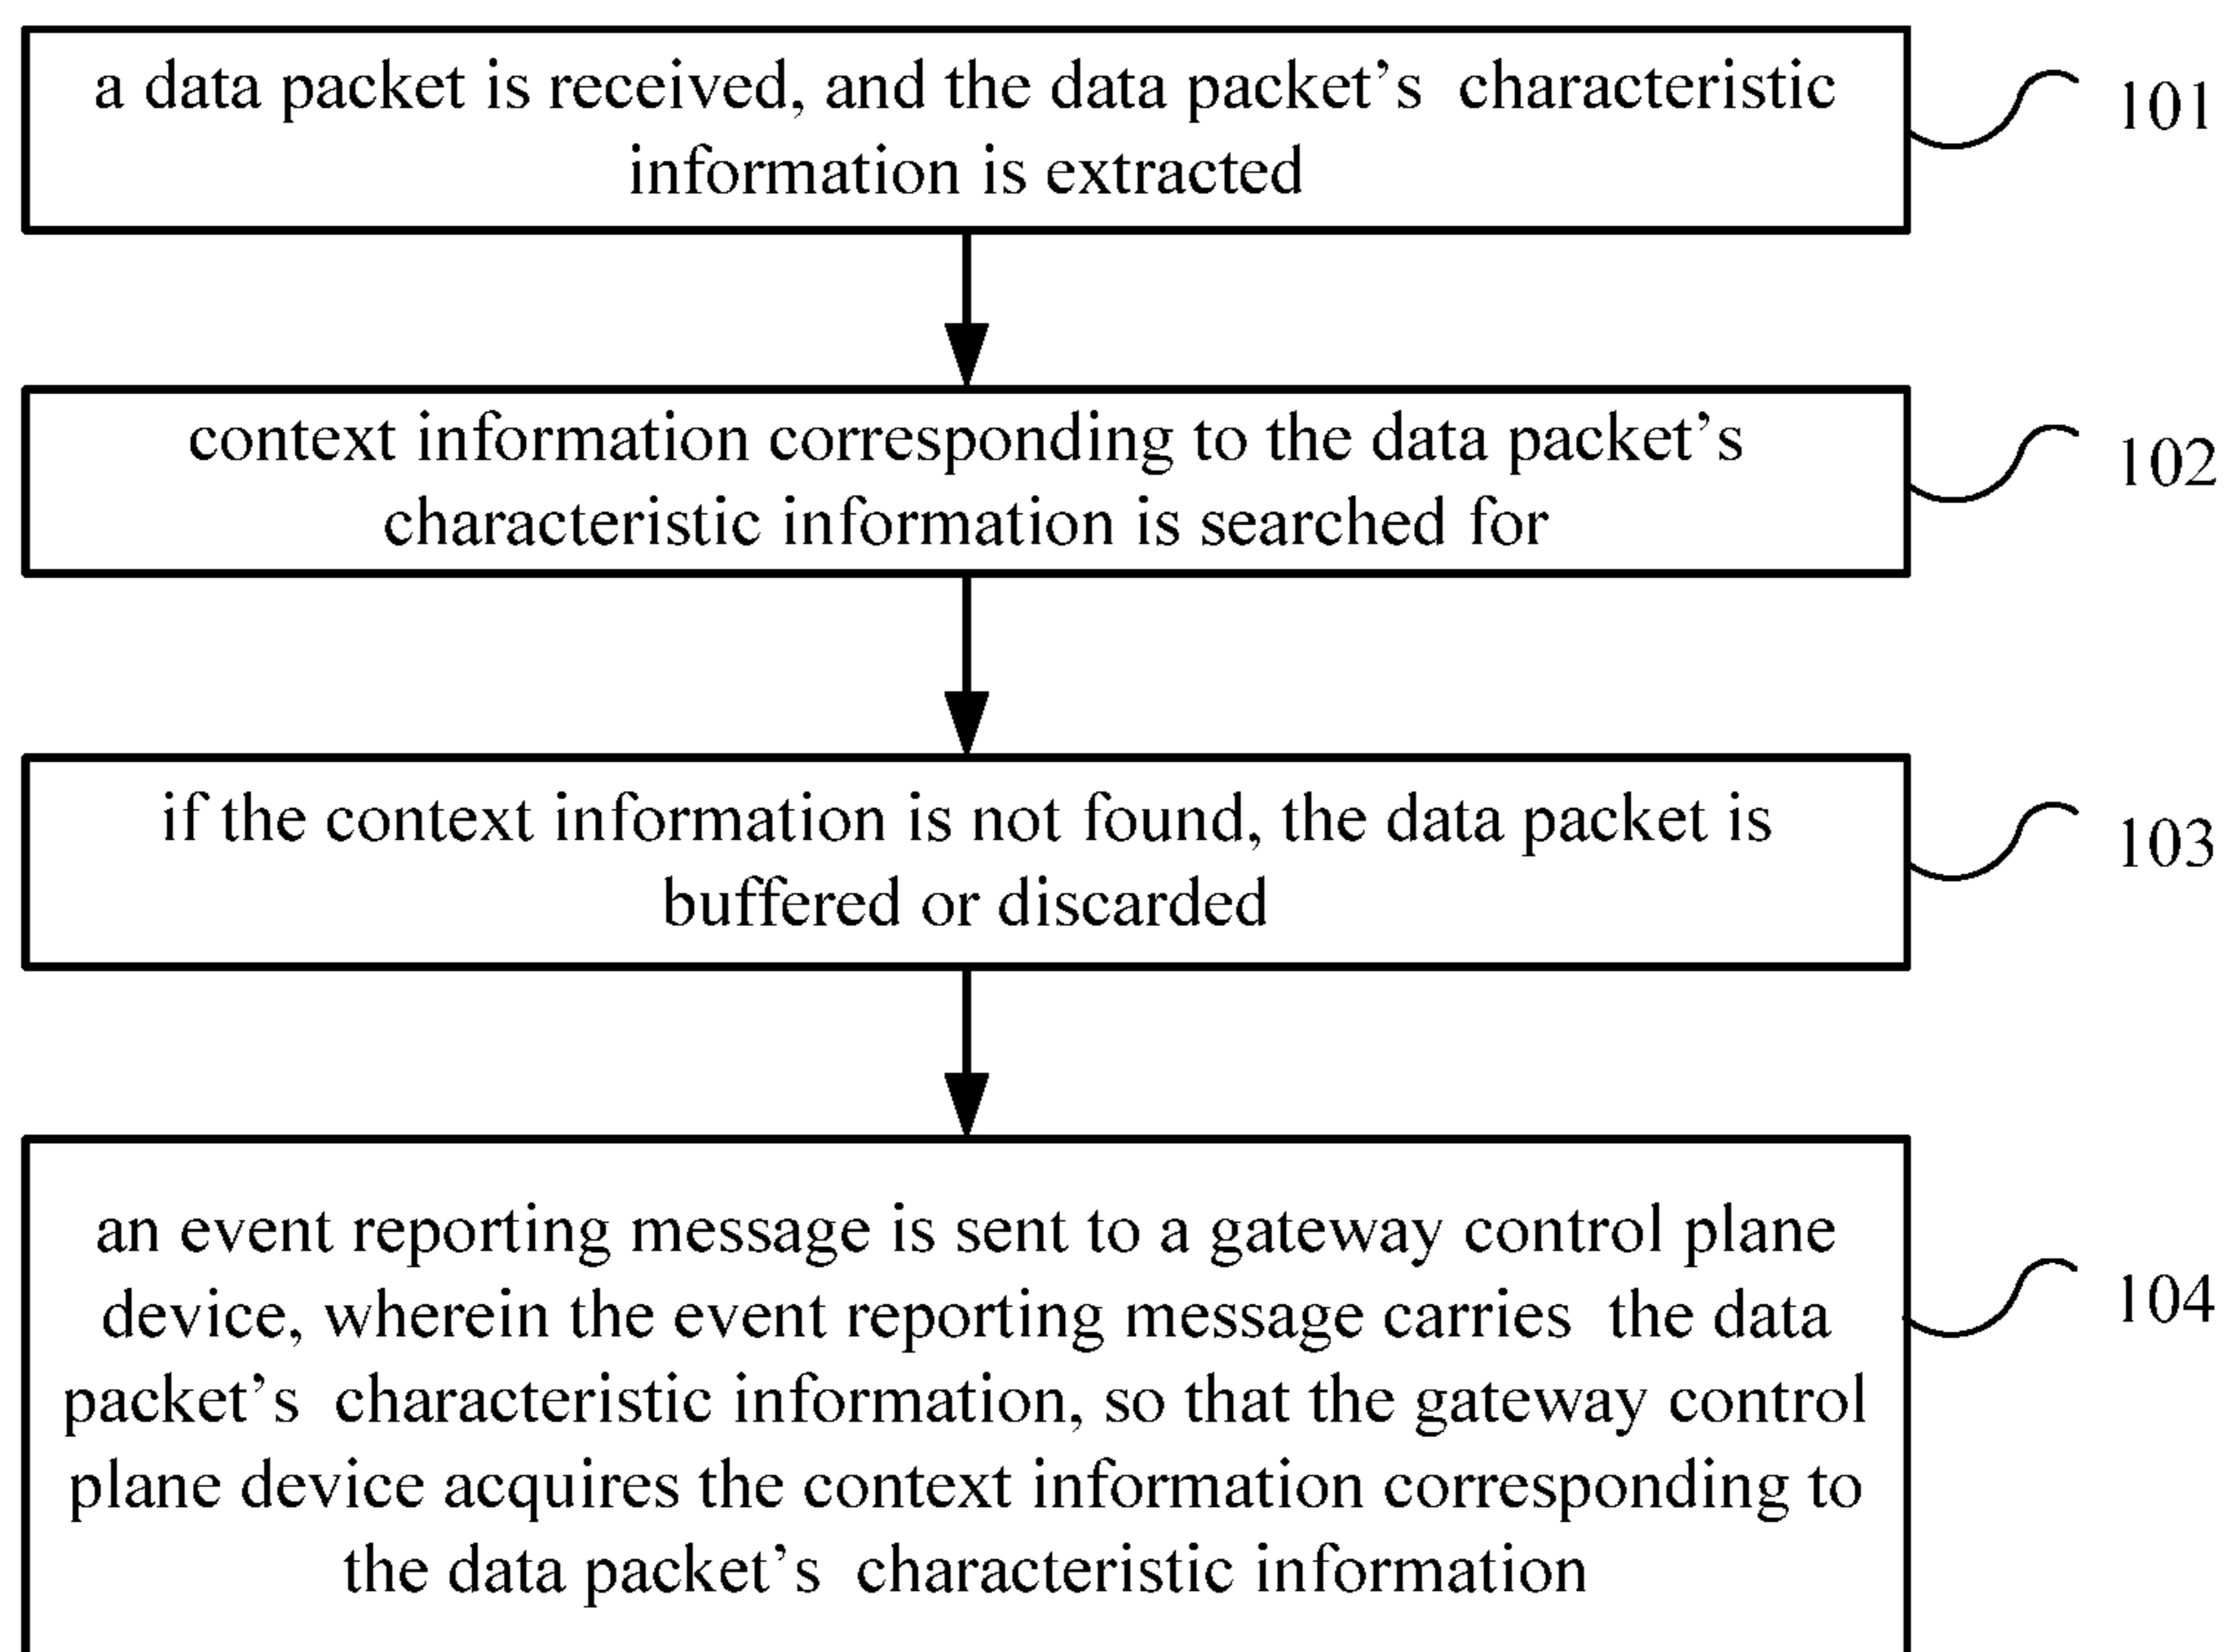 a data packet is received, and the data packet’s characteristic
information is extracted
101
context information corresponding to the data packet’s
characteristic information is searched for
102
if the context information is not found, the data packet is
buffered or discarded
103
an event reporting message is sent to a gateway control plane
device, wherein the event reporting message carries the data
packet’s characteristic information, so that the gateway control
plane device acquires the context information corresponding to
the data packet’s characteristic information
104